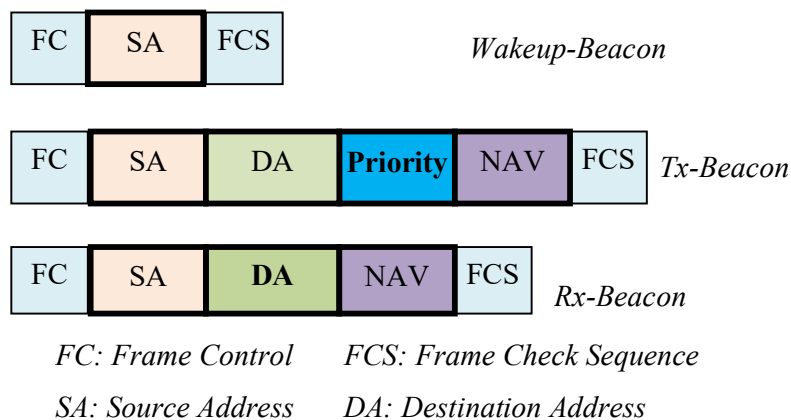 FC SA FCS Wakeup-Beacon
FC SA DA Priority NAV FCS Tx-Beacon
FC SA DA NAV FCS Rx-Beacon
FC: Frame Control FCS: Frame Check Sequence
SA: Source Address DA: Destination Address